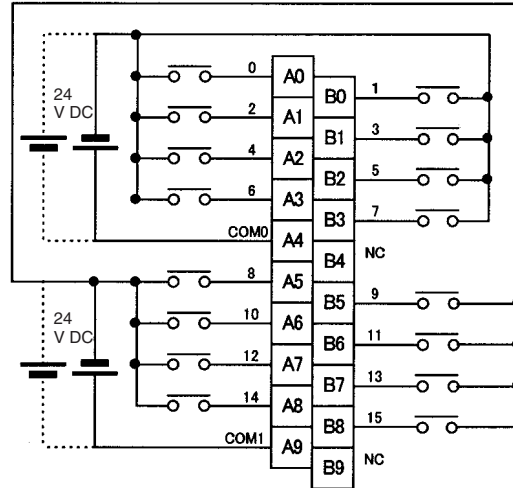 0 A0
B0 1
24
V DC
2 A1
B1 3
4 A2
B2 5
6 A3
B3 7
COM0 A4
B4 NC
8 A5
B5 9
24
V DC
10 A6
B6 11
12 A7
B7 13
14 A8
B8 15
COM1 A9
B9 NC